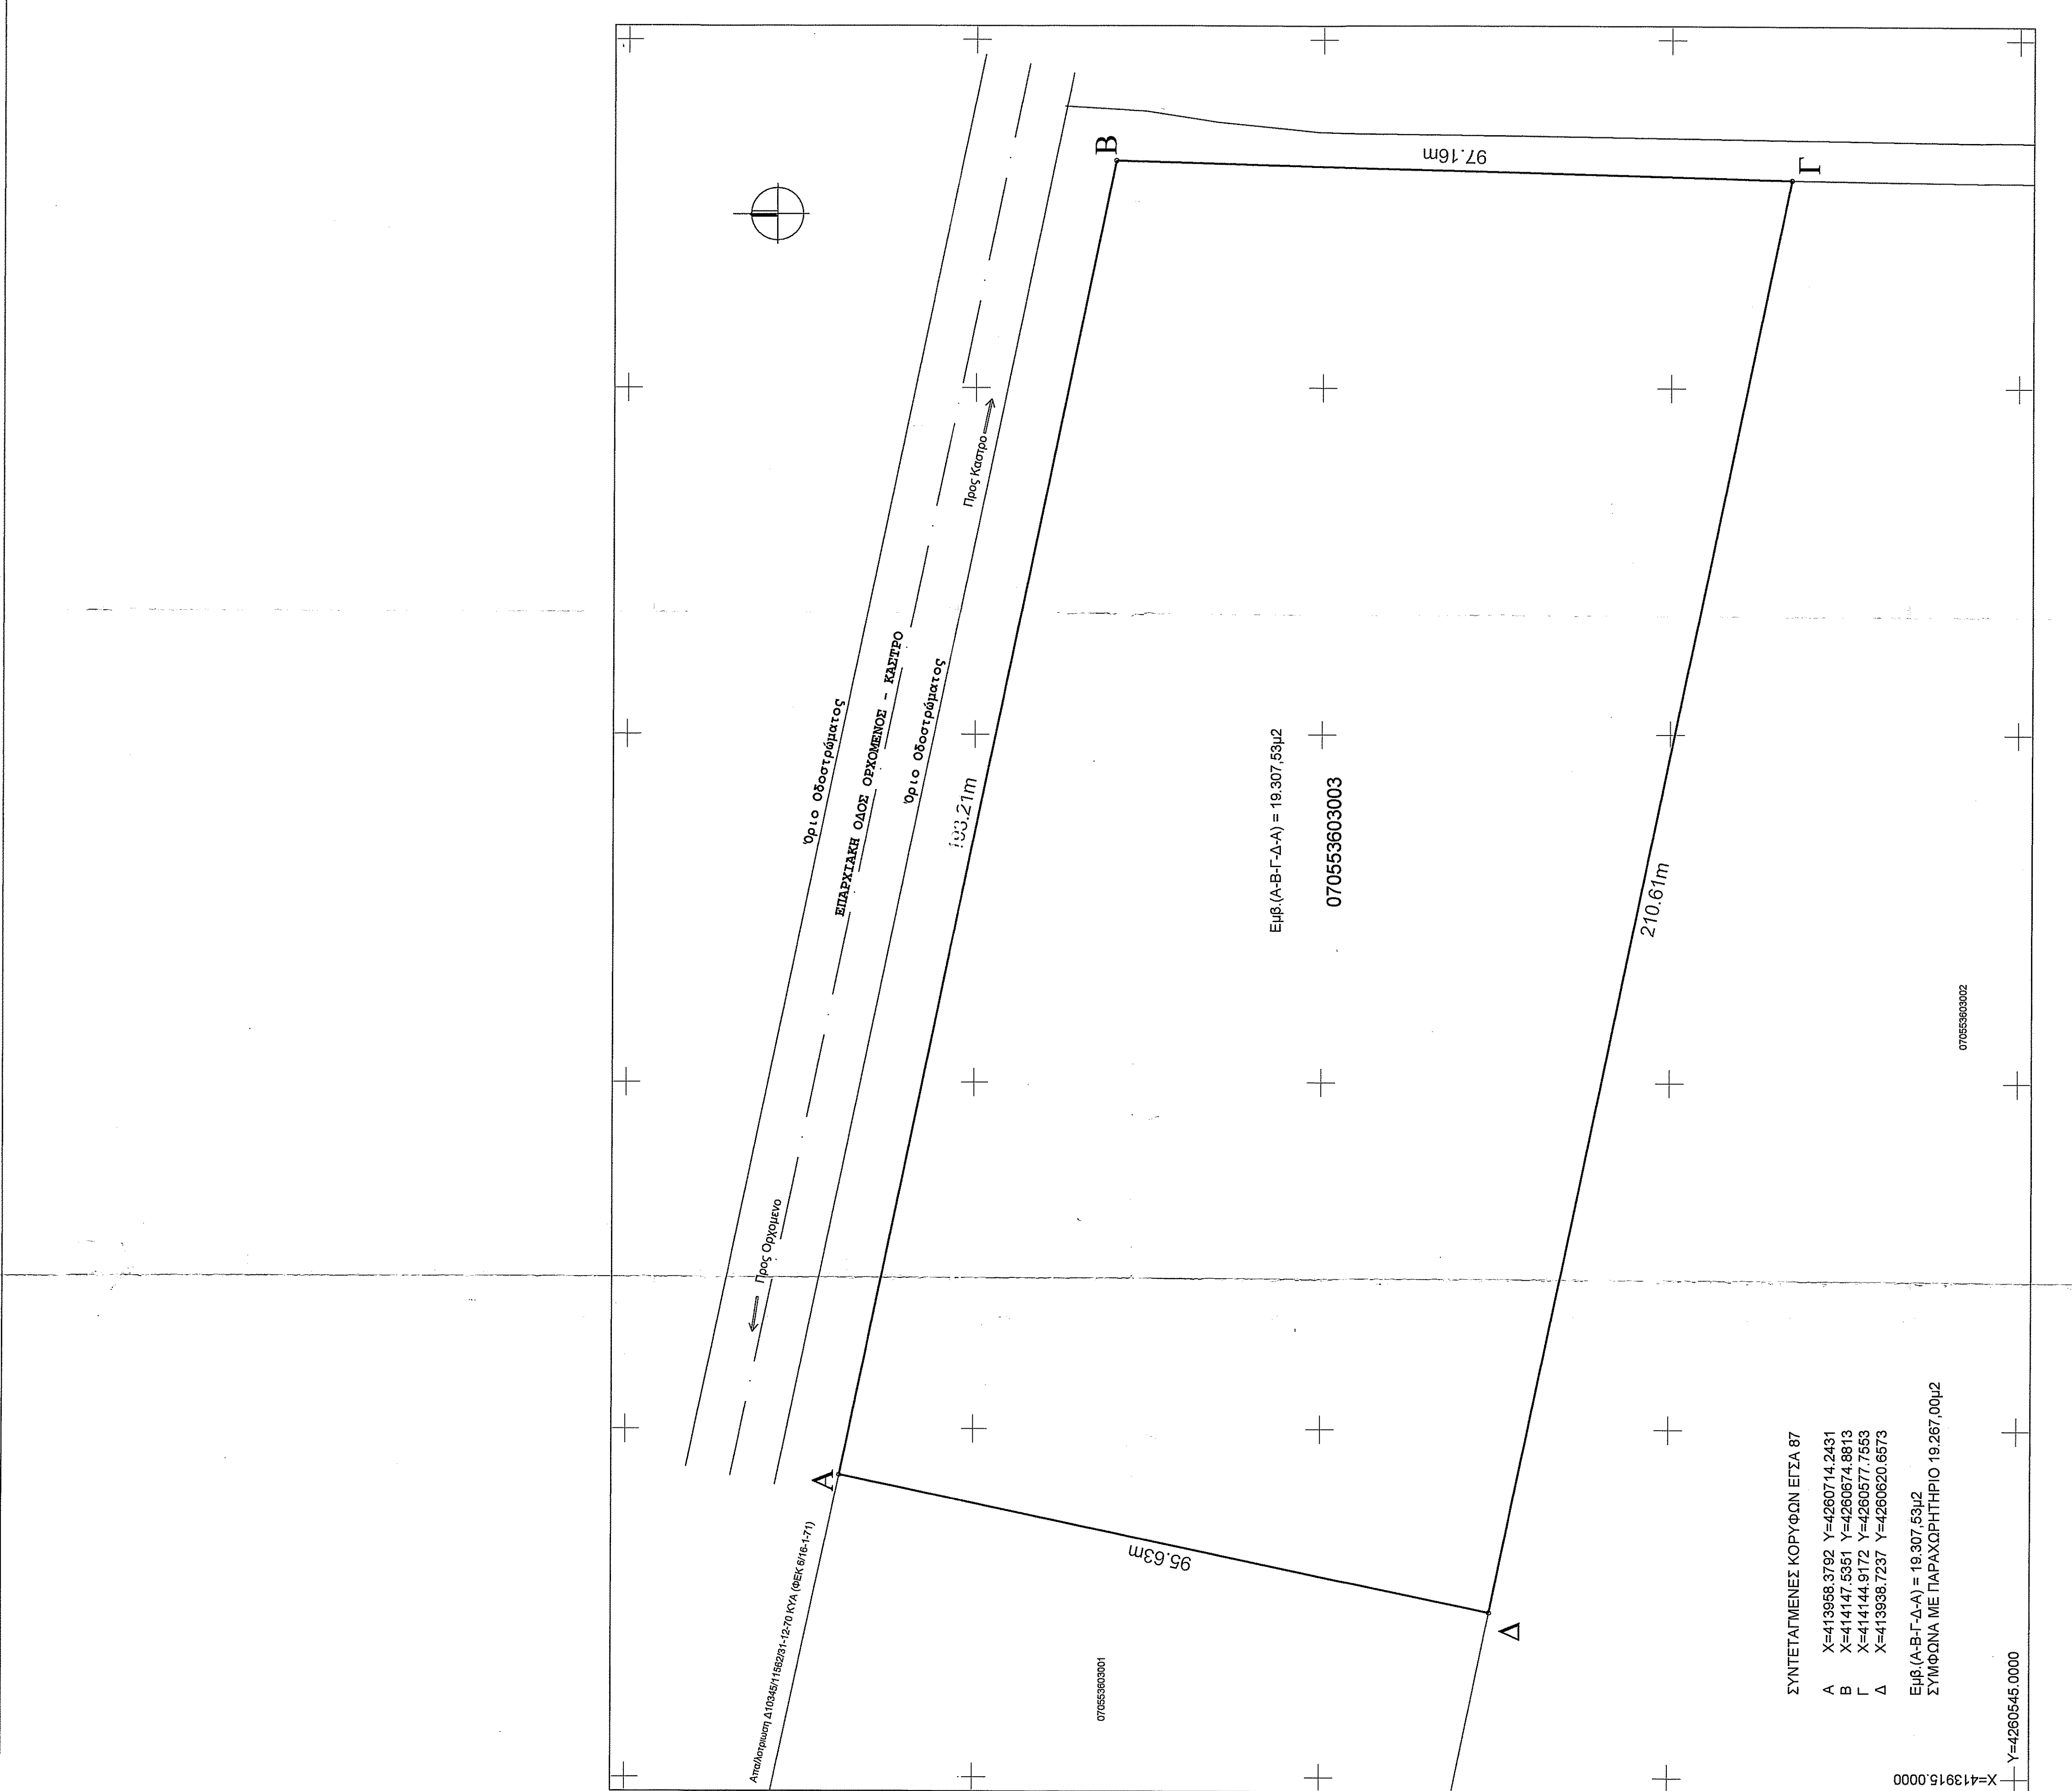 Όριο Οδοστρώματος
ΕΠΑΡΧΙΑΚΗ ΟΔΟΣ ΟΡΧΟΜΕΝΟΣ - ΚΑΣΤΡΟ
Όριο Οδοστρώματος
Προς Ορχομενο
Προς Καστρο
Απαλλοτριωση Δ10345/11562/31-12-70 ΚΥΑ (ΦΕΚ 6/16-1-71)
Α
Β
Γ
Δ
193.21m
97.16m
210.61m
95.63m
Εμβ.(Α-Β-Γ-Δ-Α) = 19.307,53μ2
070553603003
070553603001
070553603002
ΣΥΝΤΕΤΑΓΜΕΝΕΣ ΚΟΡΥΦΩΝ ΕΓΣΑ 87
Α X=413958.3792 Y=4260714.2431
Β X=414147.5351 Y=4260674.8813
Γ X=414144.9172 Y=4260577.7553
Δ X=413938.7237 Y=4260620.6573
Εμβ.(Α-Β-Γ-Δ-Α) = 19.307,53μ2
ΣΥΜΦΩΝΑ ΜΕ ΠΑΡΑΧΩΡΗΤΗΡΙΟ 19.267,00μ2
X=413915.0000
Y=4260545.0000